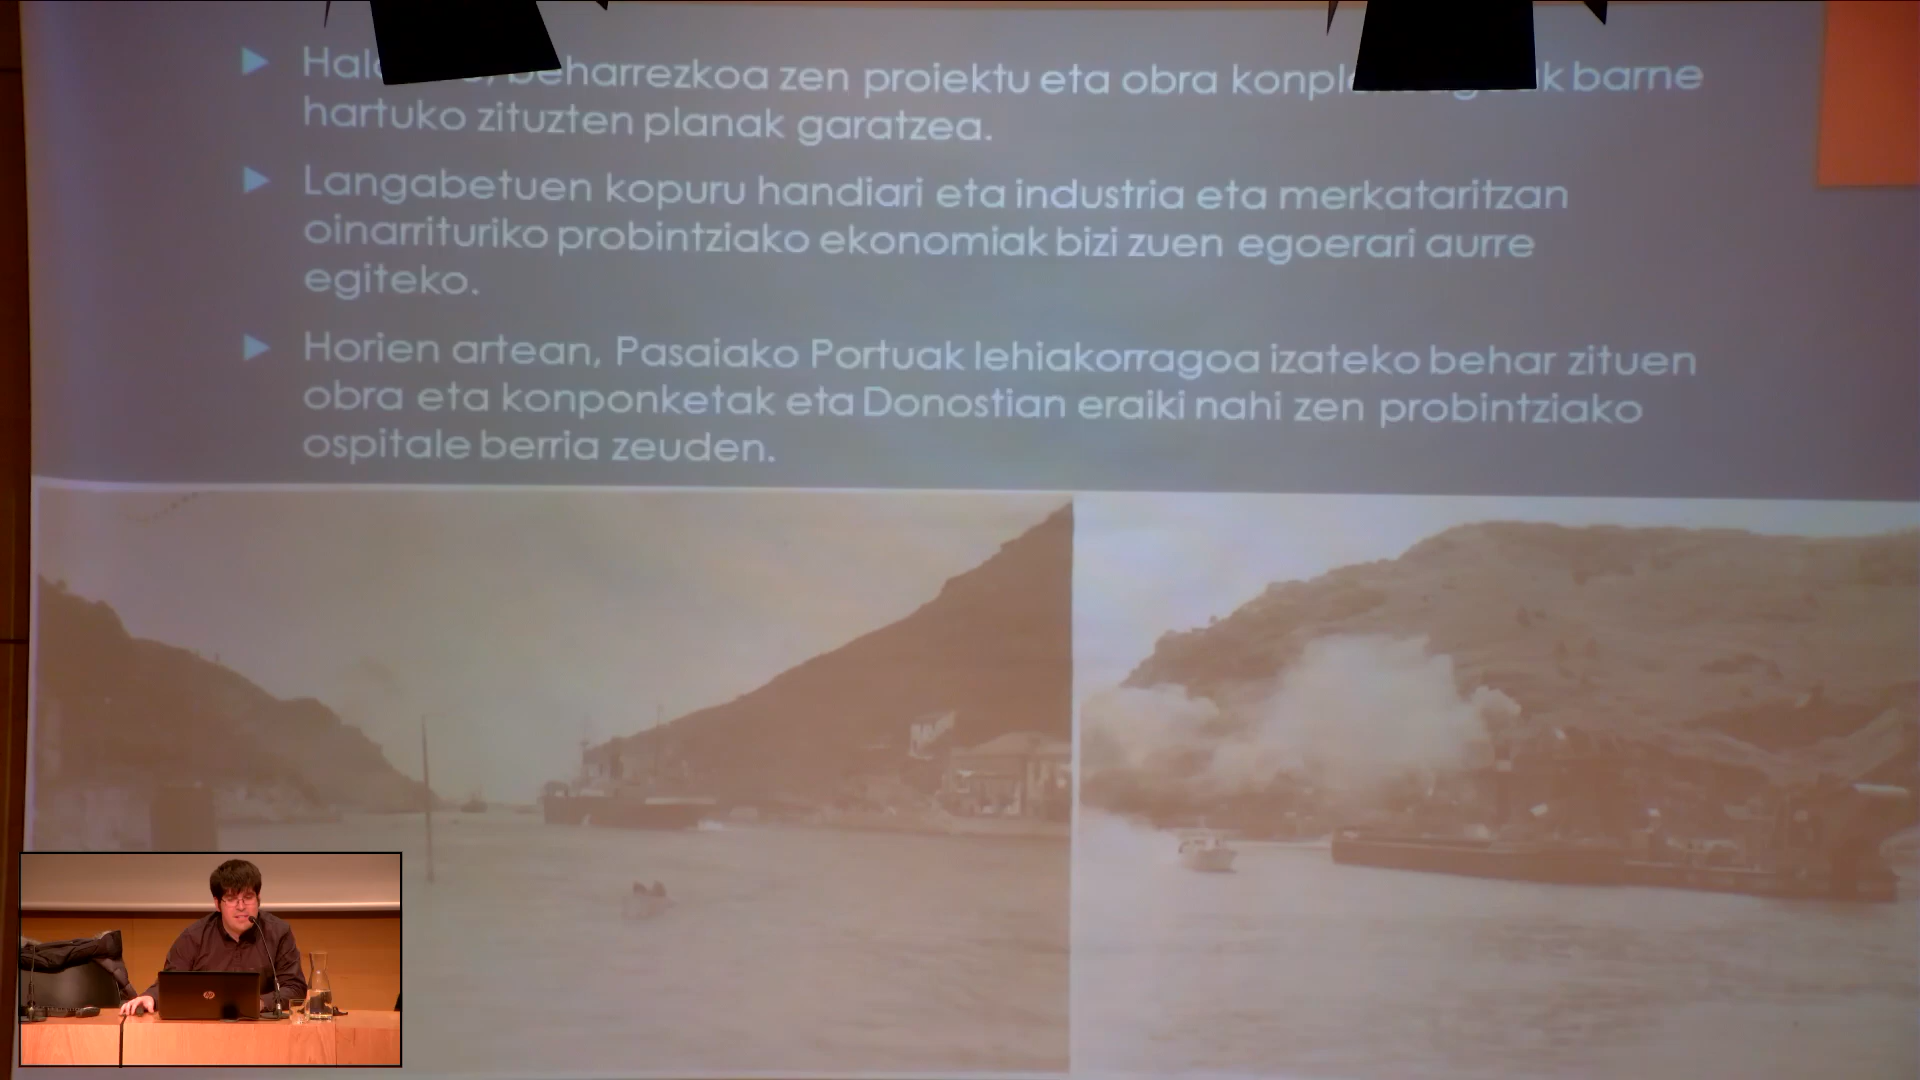 beharrezkoa zen proiektu eta obra barne
hartuko zituzten planak garatzea.
Langabetuen kopuru handiari eta industria eta merkataritzan
oinarrituriko probintziako ekonomiak bizi zuen egoerari aurre
egiteko.
Horien artean, Pasaiako Portuak lehiakorragoa izateko behar zituen
obra eta konponketak eta Donostian eraiki nahi zen probintziako
ospitale berria zeuden.
hp